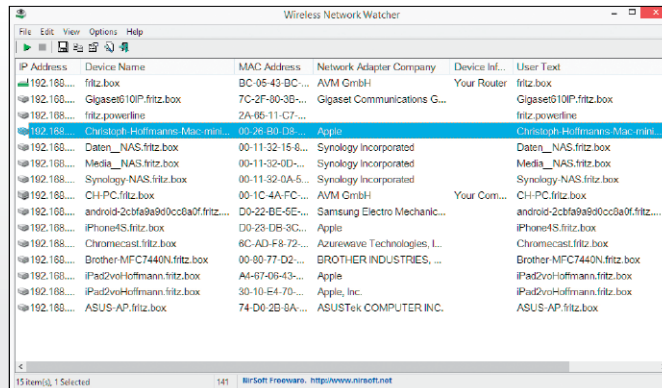 Wireless Network Watcher
File Edit View Options Help
IP Address Device Name MAC Address Network Adapter Company Device Inf... User Text
192.168.... fritz.box BC-05-43-BC-... AVM GmbH Your Router fritz.box
192.168.... Gigaset610IP.fritz.box 7C-2F-80-3B-... Gigaset Communications G... Gigaset610IP.fritz.box
192.168.... fritz.powerline 2A-65-11-C7-... fritz.powerline
192.168.... Christoph-Hoffmanns-Mac-mini... 00-26-B0-D8-... Apple Christoph-Hoffmanns-Mac-mini...
192.168.... Daten__NAS.fritz.box 00-11-32-15-8... Synology Incorporated Daten__NAS.fritz.box
192.168.... Media__NAS.fritz.box 00-11-32-0D-... Synology Incorporated Media__NAS.fritz.box
192.168.... Synology-NAS.fritz.box 00-11-32-0A-5... Synology Incorporated Synology-NAS.fritz.box
192.168.... CH-PC.fritz.box 00-1C-4A-FC-... AVM GmbH Your Com... CH-PC.fritz.box
192.168.... android-2cbfa9a9d0cc8a0f.fritz.... D0-22-BE-5E-... Samsung Electro Mechanic... android-2cbfa9a9d0cc8a0f.fritz...
192.168.... iPhone4S.fritz.box D0-23-DB-3C... Apple iPhone4S.fritz.box
192.168.... Chromecast.fritz.box 6C-AD-F8-72-... Azurewave Technologies, I... Chromecast.fritz.box
192.168.... Brother-MFC7440N.fritz.box 00-80-77-D2-... BROTHER INDUSTRIES, ... Brother-MFC7440N.fritz.box
192.168.... iPad2voHoffmann.fritz.box A4-67-06-43-... Apple iPad2voHoffmann.fritz.box
192.168.... iPad2voHoffmann.fritz.box 30-10-E4-70-... Apple, Inc. iPad2voHoffmann.fritz.box
192.168.... ASUS-AP.fritz.box 74-D0-2B-8A-... ASUSTek COMPUTER INC. ASUS-AP.fritz.box
15 item(s), 1 Selected 141 NirSoft Freeware. http://www.nirsoft.net